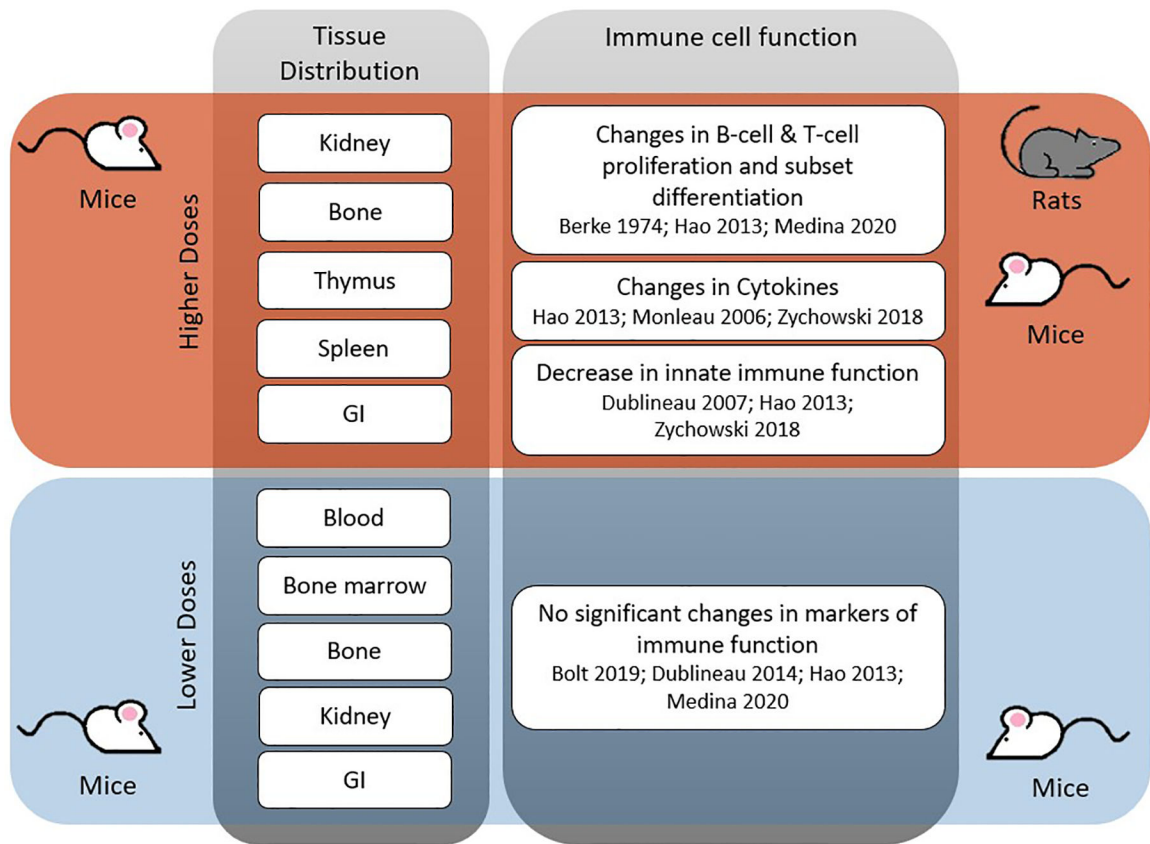 Tissue
Distribution
Immune cell function
Higher Doses
Mice
Kidney
Bone
Thymus
Spleen
GI
Changes in B-cell & T-cell
proliferation and subset
differentiation
Berke 1974; Hao 2013; Medina 2020
Changes in Cytokines
Hao 2013; Monleau 2006; Zychowski 2018
Decrease in innate immune function
Dublineau 2007; Hao 2013;
Zychowski 2018
Rats
Mice
Lower Doses
Mice
Blood
Bone marrow
Bone
Kidney
GI
No significant changes in markers of
immune function
Bolt 2019; Dublineau 2014; Hao 2013;
Medina 2020
Mice